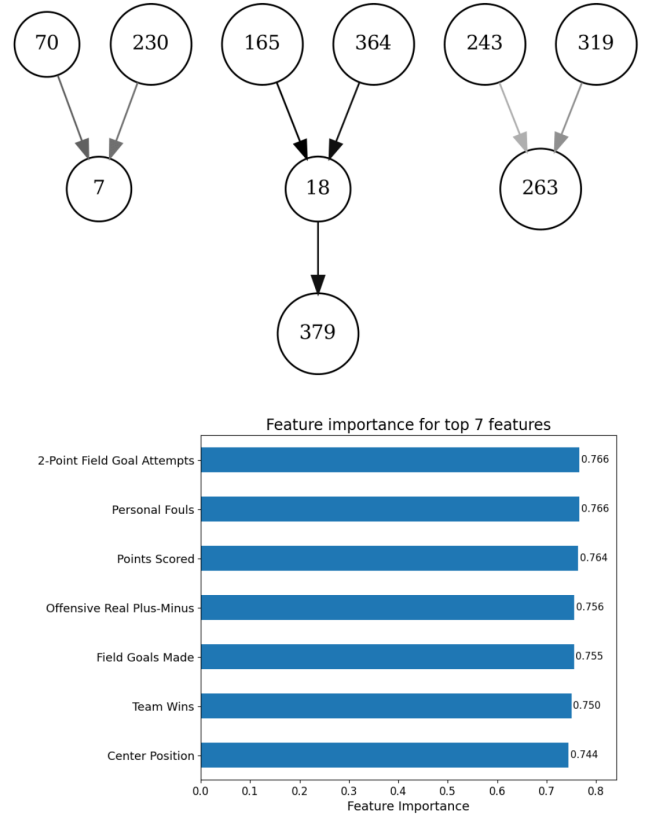 70 230 165 364 243 319
7 18 263
379
Feature importance for top 7 features
2-Point Field Goal Attempts 0.766
Personal Fouls 0.766
Points Scored 0.764
Offensive Real Plus-Minus 0.756
Field Goals Made 0.755
Team Wins 0.750
Center Position 0.744
0.0 0.1 0.2 0.3 0.4 0.5 0.6 0.7 0.8
Feature Importance